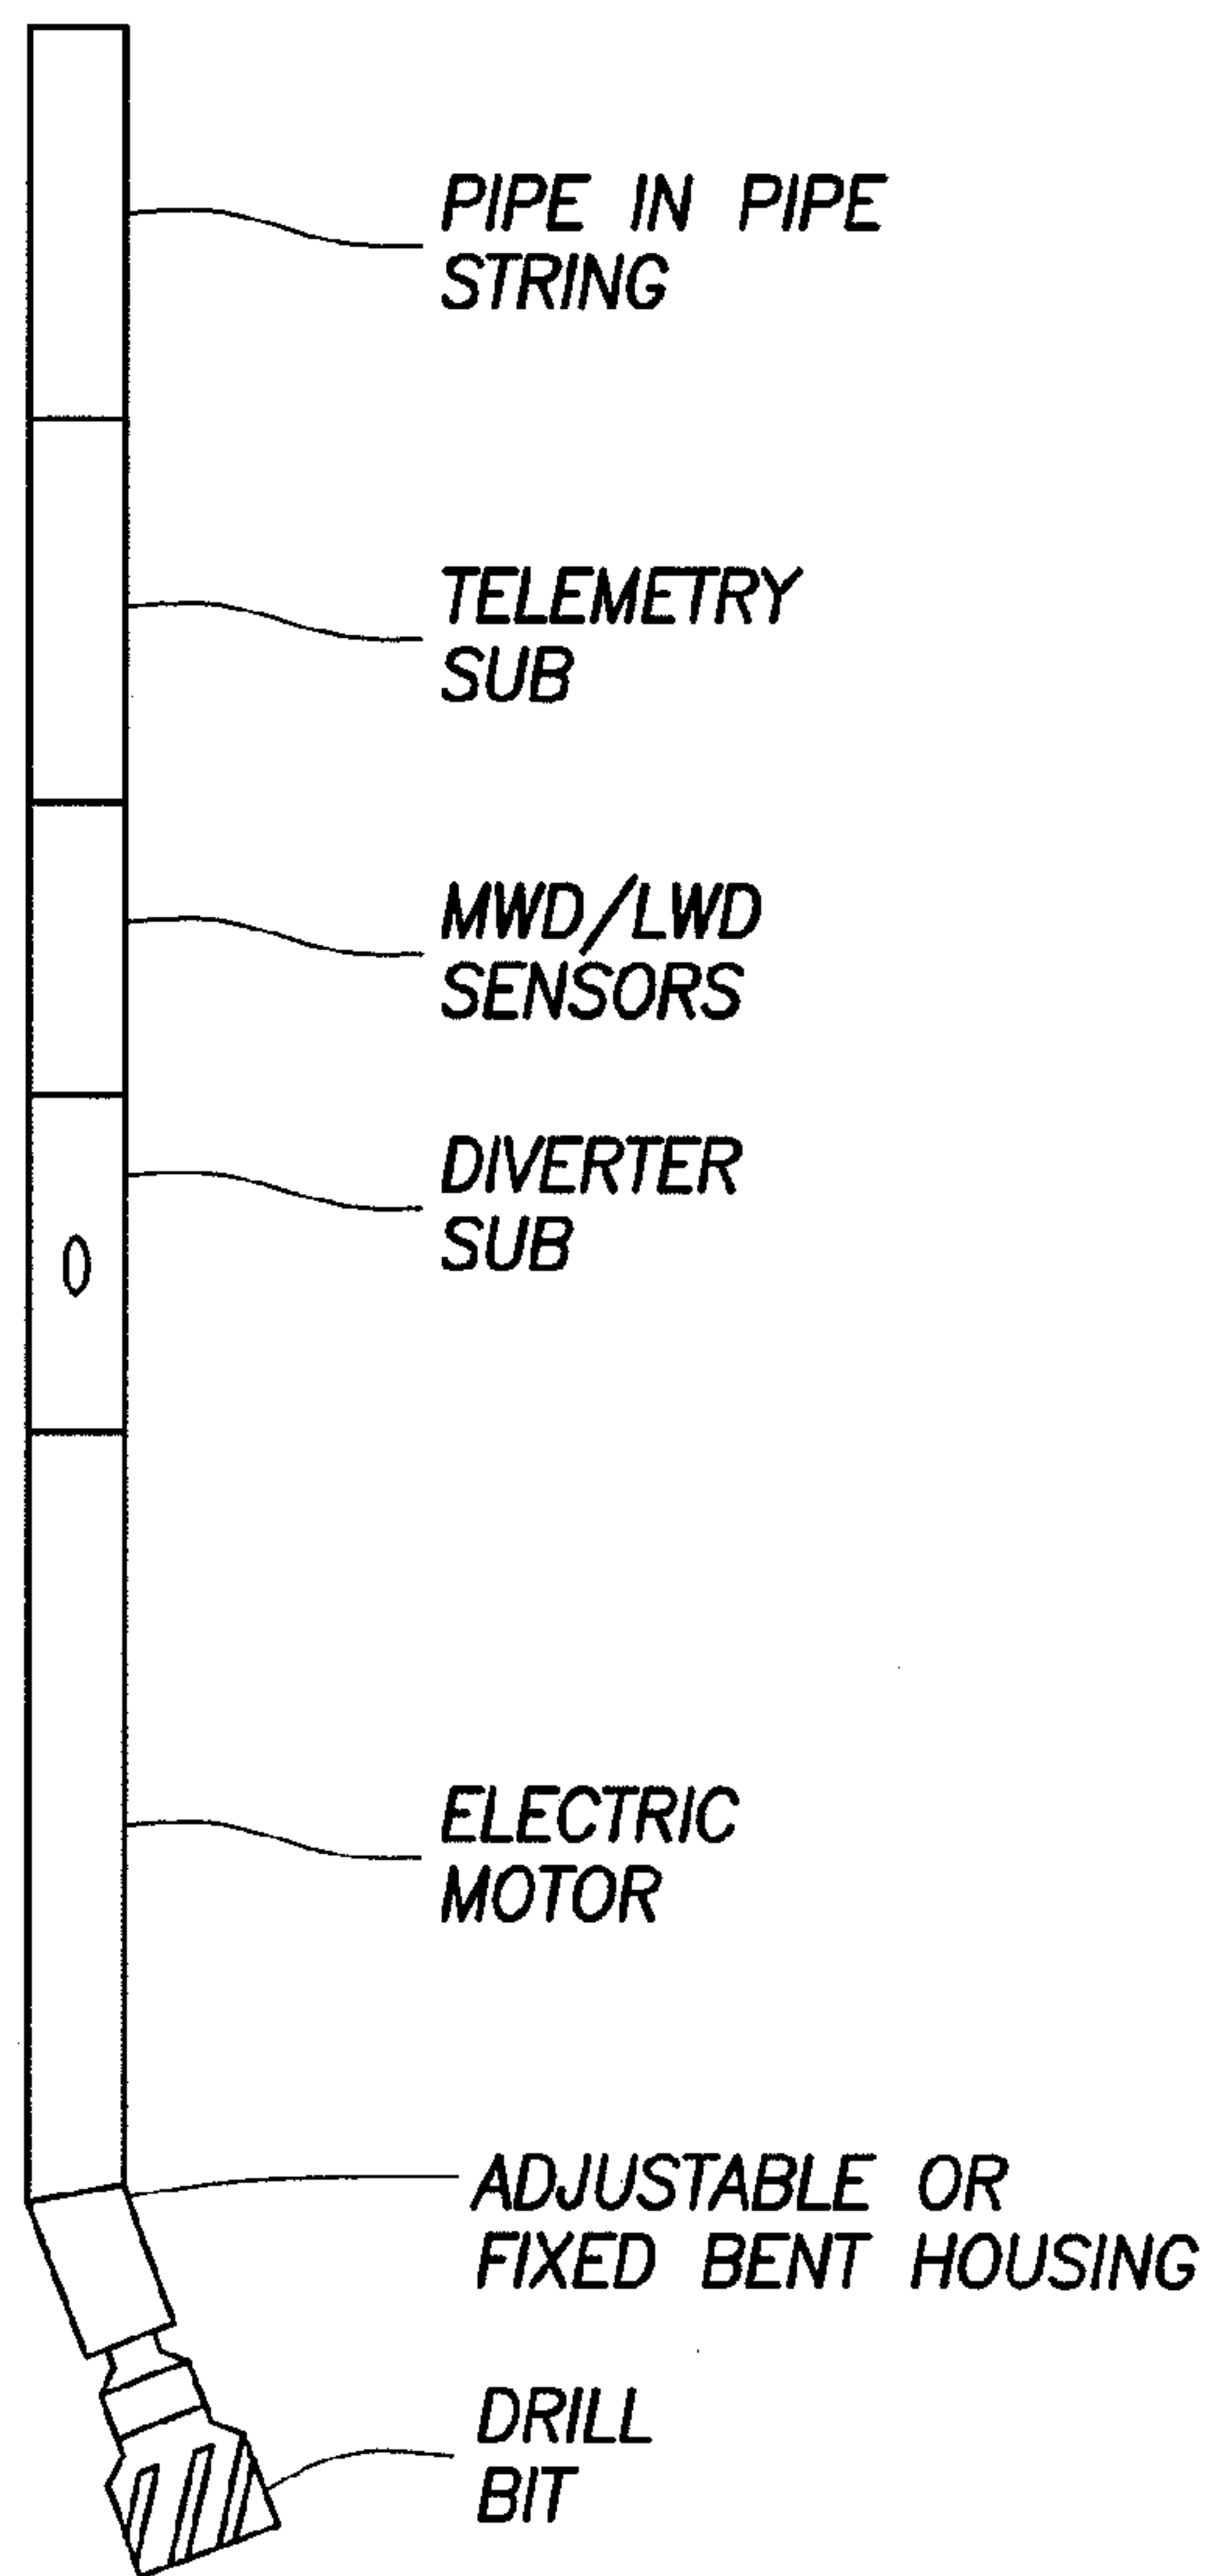 PIPE IN PIPE
STRING
TELEMETRY
SUB
MWD/LWD
SENSORS
DIVERTER
SUB
ELECTRIC
MOTOR
ADJUSTABLE OR
FIXED BENT HOUSING
DRILL
BIT